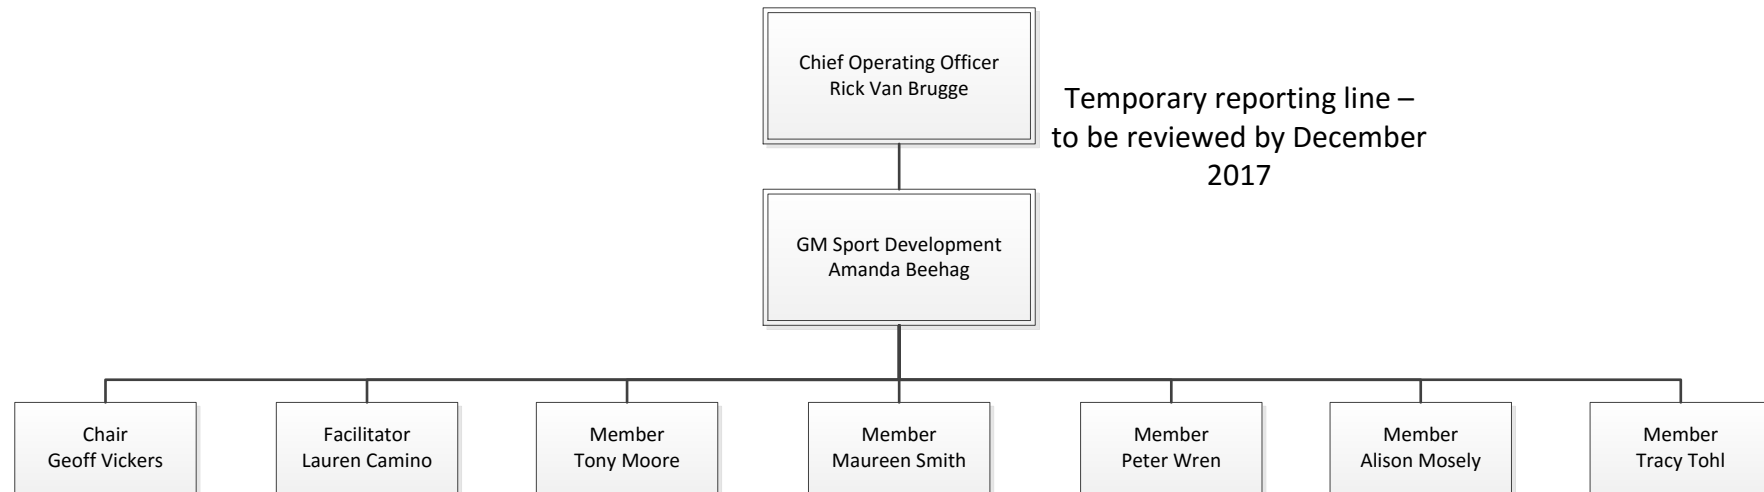 Chief Operating Officer
Rick Van Brugge
Temporary reporting line –
to be reviewed by December
2017
GM Sport Development
Amanda Beehag
Chair
Geoff Vickers
Facilitator
Lauren Camino
Member
Tony Moore
Member
Maureen Smith
Member
Peter Wren
Member
Alison Mosely
Member
Tracy Tohl